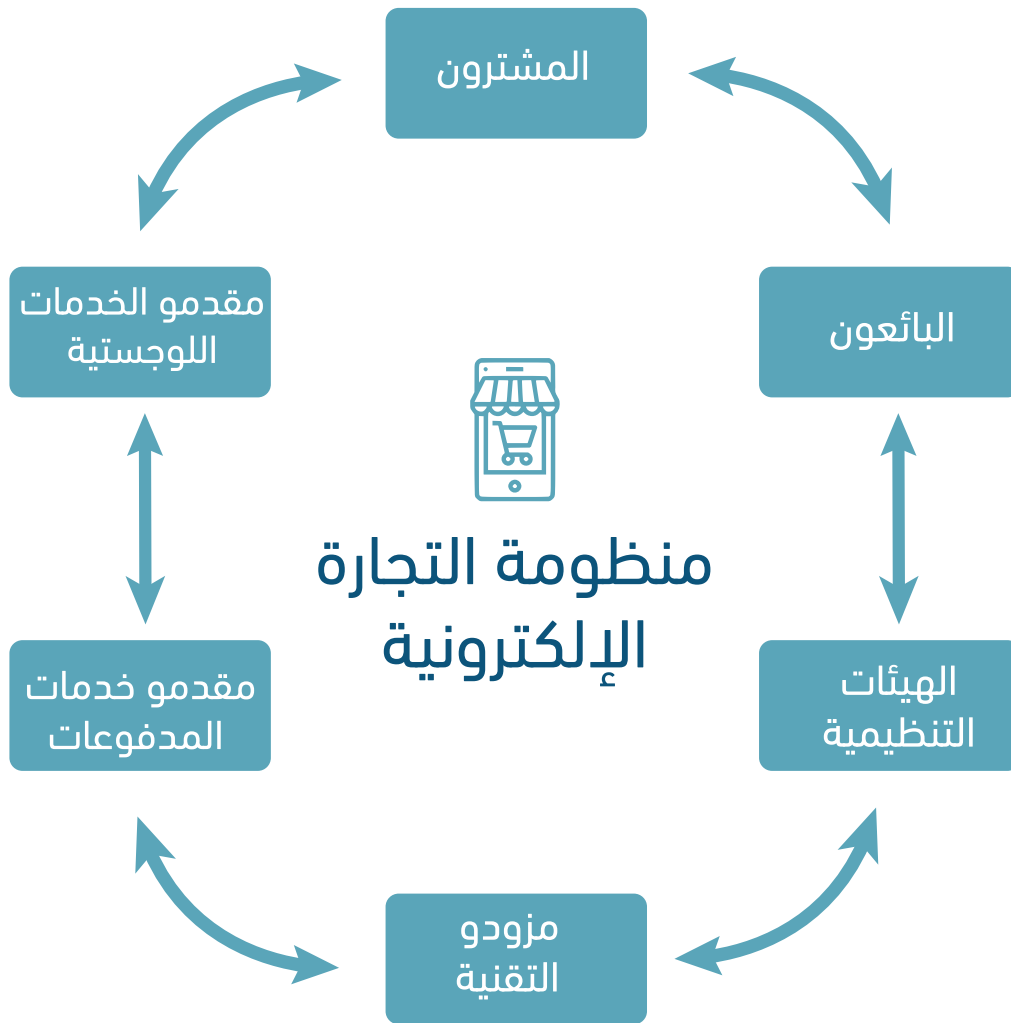 المشترون
البائعون
مقدمو الخدمات
اللوجستية
منظومة التجارة
الإلكترونية
الهيئات
التنظيمية
مقدمو خدمات
المدفوعات
مزودو
التقنية